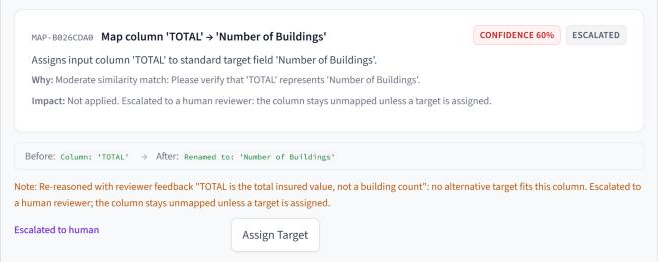 MAP-B026CDA0 Map column 'TOTAL' → 'Number of Buildings' CONFIDENCE 60% ESCALATED
Assigns input column 'TOTAL' to standard target field 'Number of Buildings'.
Why: Moderate similarity match: Please verify that 'TOTAL' represents 'Number of Buildings'.
Impact: Not applied. Escalated to a human reviewer: the column stays unmapped unless a target is assigned.
Before: Column: 'TOTAL' → After: Renamed to: 'Number of Buildings'
Note: Re-reasoned with reviewer feedback "TOTAL is the total insured value, not a building count": no alternative target fits this column. Escalated to
a human reviewer; the column stays unmapped unless a target is assigned.
Escalated to human
Assign Target